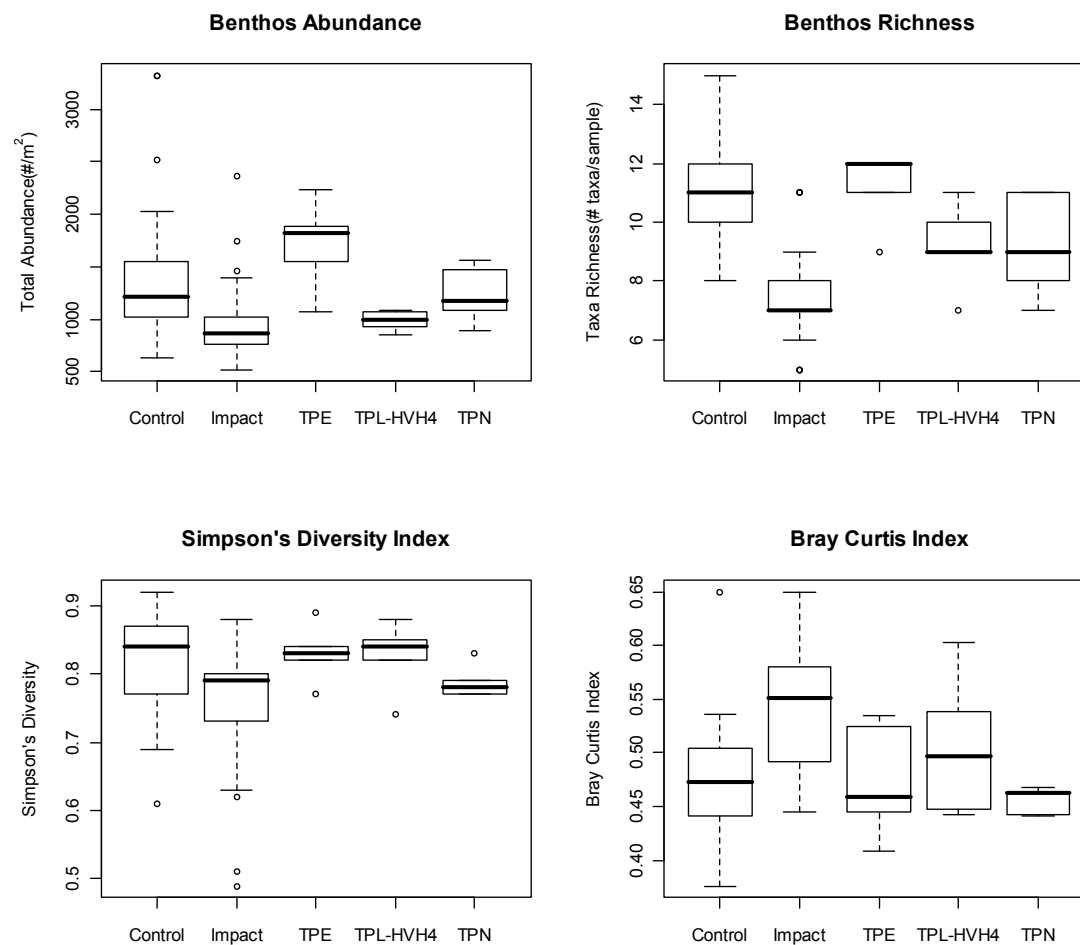 Benthos Abundance
Total Abundance(#/m²)
500
1000
2000
3000
Control Impact TPE TPL-HVH4 TPN
Benthos Richness
Taxa Richness(# taxa/sample)
6
8
10
12
14
Control Impact TPE TPL-HVH4 TPN
Simpson's Diversity Index
Simpson's Diversity
0.5
0.6
0.7
0.8
0.9
Control Impact TPE TPL-HVH4 TPN
Bray Curtis Index
Bray Curtis Index
0.40
0.45
0.50
0.55
0.60
0.65
Control Impact TPE TPL-HVH4 TPN